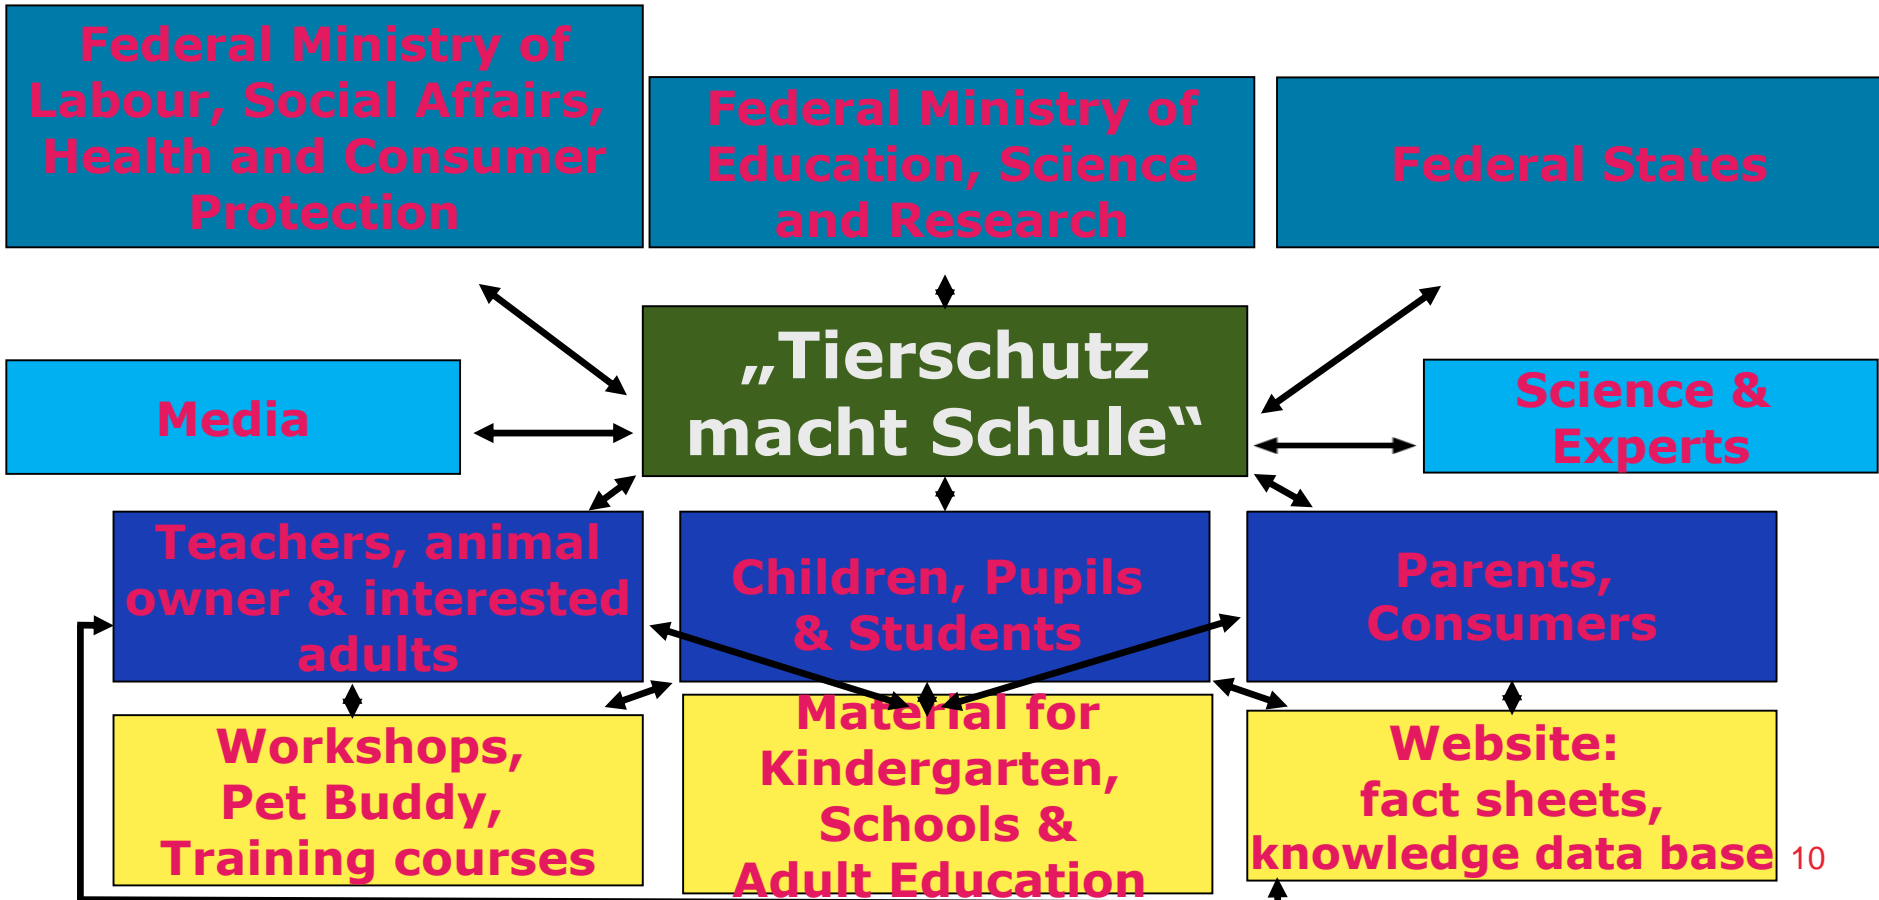 Federal Ministry of
Labour, Social Affairs,
Health and Consumer
Protection
Federal Ministry of
Education, Science
and Research
Federal States
„Tierschutz
macht Schule“
Media
Science &
Experts
Teachers, animal
owner & interested
adults
Children, Pupils
& Students
Parents,
Consumers
Workshops,
Pet Buddy,
Training courses
Material for
Kindergarten,
Schools &
Adult Education
Website:
fact sheets,
knowledge data base
10